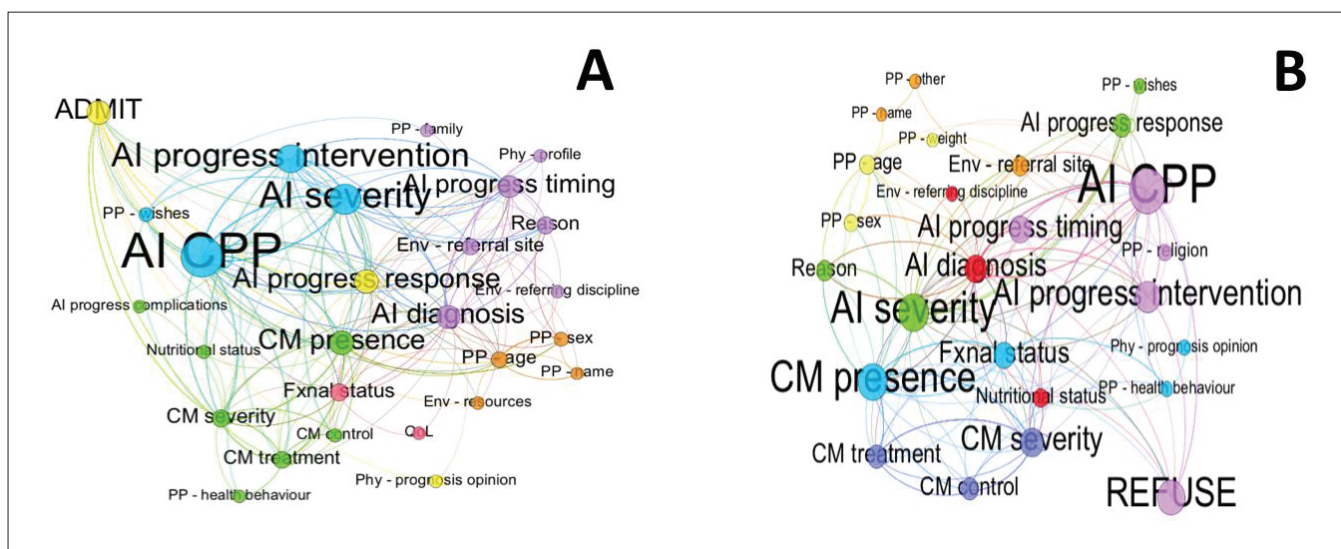 A
ADMIT
PP - family
AI progress intervention
Phy - profile
AI severity
AI progress timing
PP - wishes
Reason
AI CPP
Env - referral site
AI progress response
Env - referring discipline
AI progress complications
AI diagnosis
CM presence
PP - sex
Nutritional status
PP - age
PP - name
Fxnal status
Env - resources
CM severity
CM control
QoL
CM treatment
Phy - prognosis opinion
PP - health behaviour
B
PP - other
PP - wishes
PP - name
AI progress response
PP - weight
PP - age
Env - referral site
AI CPP
Env - referring discipline
PP - sex
AI progress timing
PP - religion
Reason
AI diagnosis
AI progress intervention
AI severity
Fxnal status
Phy - prognosis opinion
CM presence
PP - health behaviour
Nutritional status
CM severity
CM treatment
CM control
REFUSE